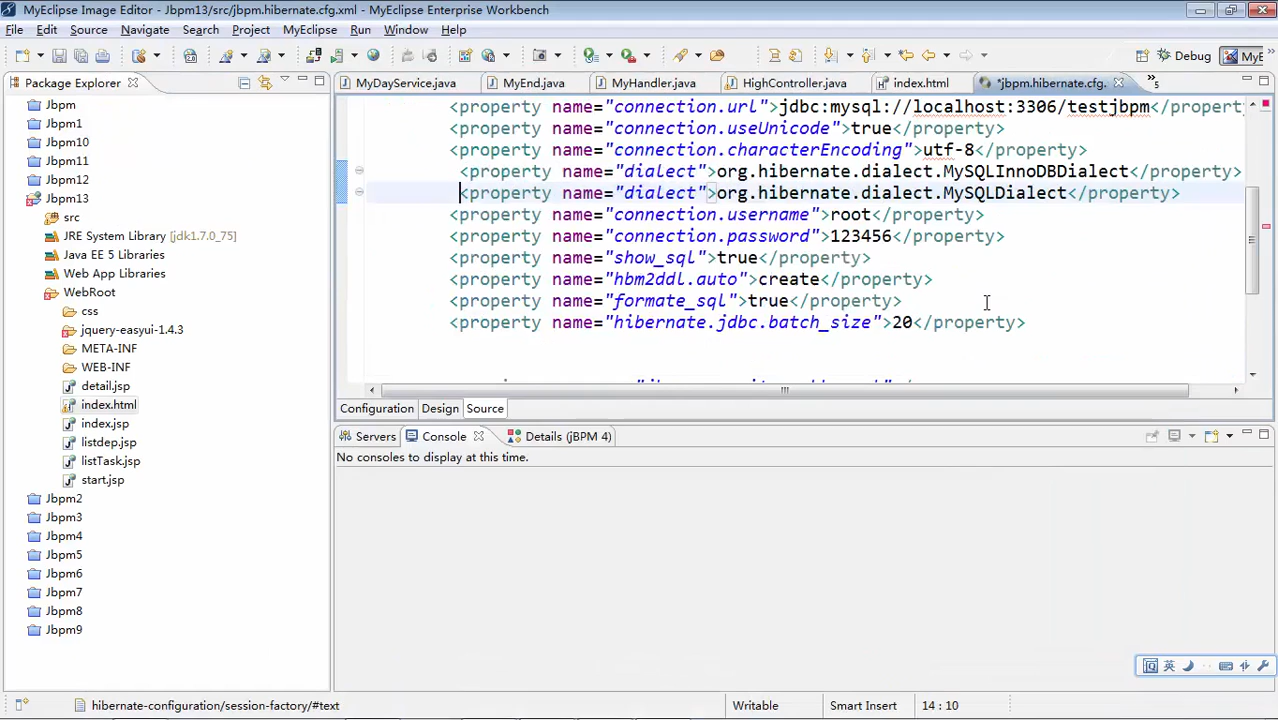 MyEclipse Image Editor - Jbpm13/src/jbpm.hibernate.cfg.xml - MyEclipse Enterprise Workbench
File Edit Source Navigate Search Project MyEclipse Run Window Help
Debug MyE
Package Explorer
MyDayService.java MyEnd.java MyHandler.java HighController.java index.html *jbpm.hibernate.cfg. »5
Jbpm
Jbpm1
Jbpm10
Jbpm11
Jbpm12
Jbpm13
src
JRE System Library [jdk1.7.0_75]
Java EE 5 Libraries
Web App Libraries
WebRoot
css
jquery-easyui-1.4.3
META-INF
WEB-INF
detail.jsp
index.html
index.jsp
listdep.jsp
listTask.jsp
start.jsp
Jbpm2
Jbpm3
Jbpm4
Jbpm5
Jbpm6
Jbpm7
Jbpm8
Jbpm9
<property name="connection.url">jdbc:mysql://localhost:3306/testjbpm</propert
<property name="connection.useUnicode">true</property>
<property name="connection.characterEncoding">utf-8</property>
<property name="dialect">org.hibernate.dialect.MySQLInnoDBDialect</property>
<property name="dialect">org.hibernate.dialect.MySQLDialect</property>
<property name="connection.username">root</property>
<property name="connection.password">123456</property>
<property name="show_sql">true</property>
<property name="hbm2ddl.auto">create</property>
<property name="formate_sql">true</property>
<property name="hibernate.jdbc.batch_size">20</property>
Configuration Design Source
Servers Console Details (jBPM 4)
No consoles to display at this time.
英
hibernate-configuration/session-factory/#text Writable Smart Insert 14 : 10